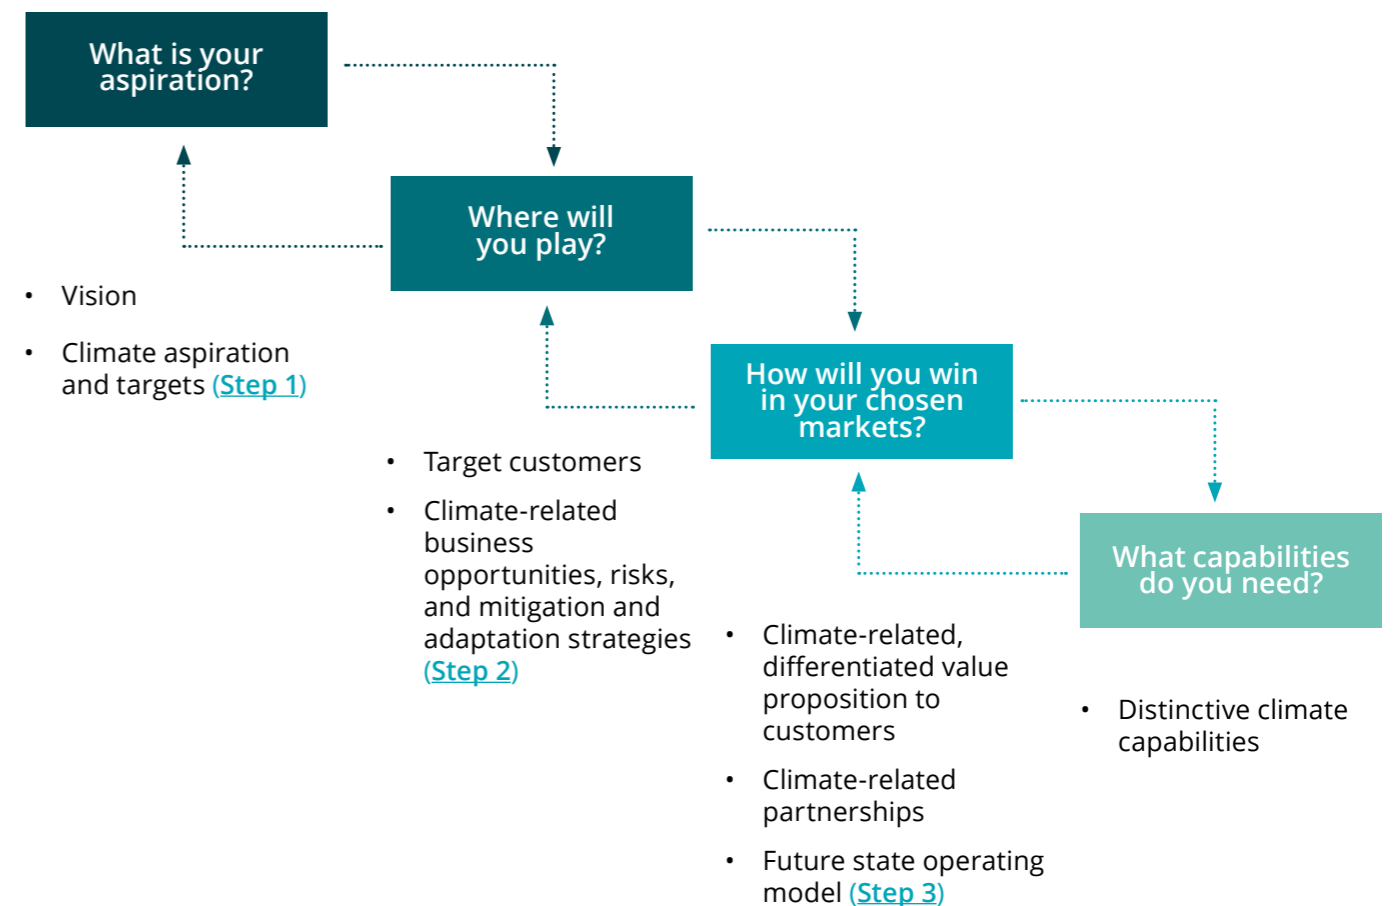 What is your
aspiration?
Where will
you play?
• Vision
• Climate aspiration
and targets (Step 1)
How will you win
in your chosen
markets?
• Target customers
• Climate-related
business
opportunities, risks,
and mitigation and
adaptation strategies
(Step 2)
What capabilities
do you need?
• Climate-related,
differentiated value
proposition to
customers
• Climate-related
partnerships
• Future state operating
model (Step 3)
• Distinctive climate
capabilities